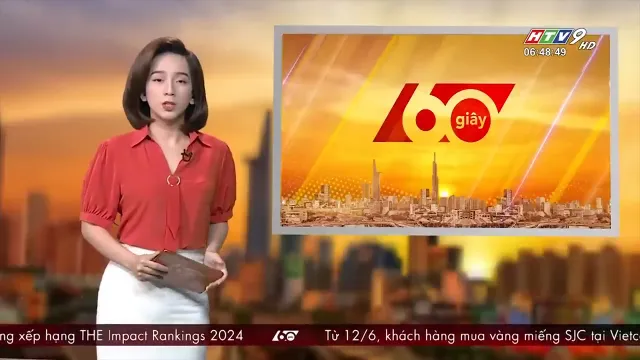 HTV9 HD
06:48:49
60 giây
ng xếp hạng THE Impact Rankings 2024 60 Từ 12/6, khách hàng mua vàng miếng SJC tại Vietc